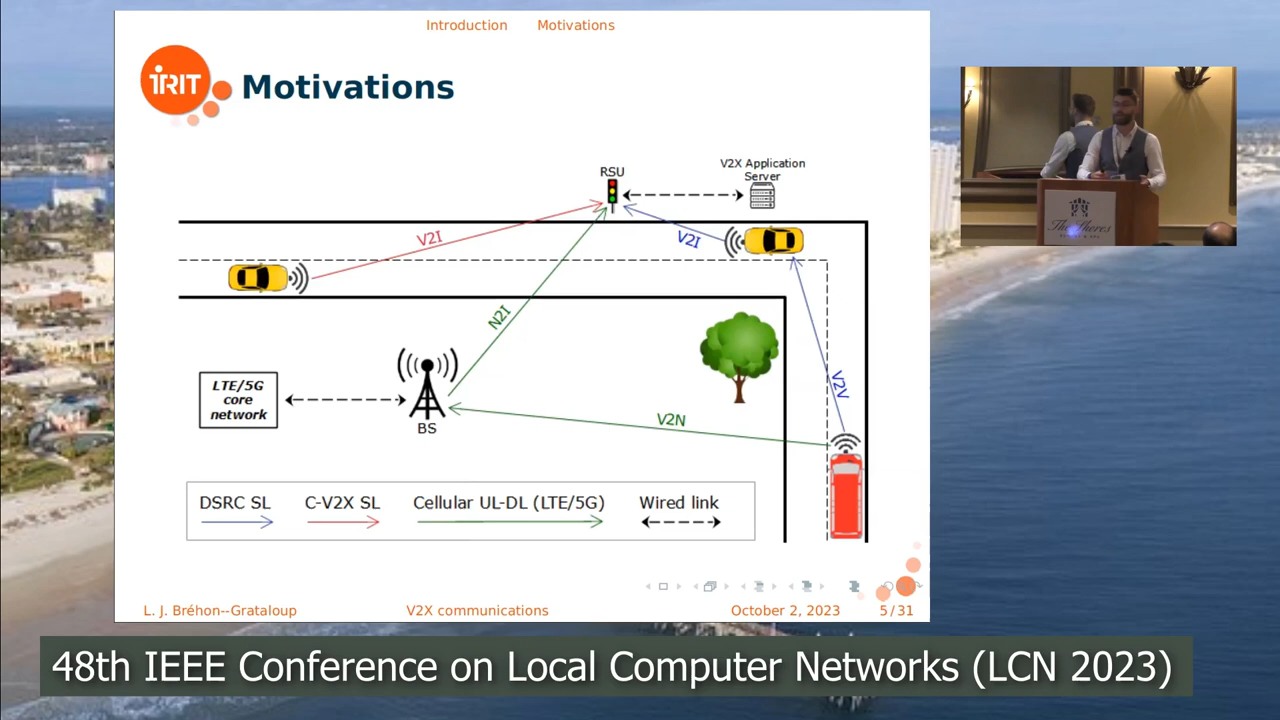 Introduction Motivations
iRIT
Motivations
RSU
V2X Application
Server
V2I
V2I
N2I
LTE/5G
core
network
BS
V2N
V2V
DSRC SL
C-V2X SL
Cellular UL-DL (LTE/5G)
Wired link
L. J. Bréhon--Grataloup
V2X communications
October 2, 2023
5/31
The Shores
48th IEEE Conference on Local Computer Networks (LCN 2023)